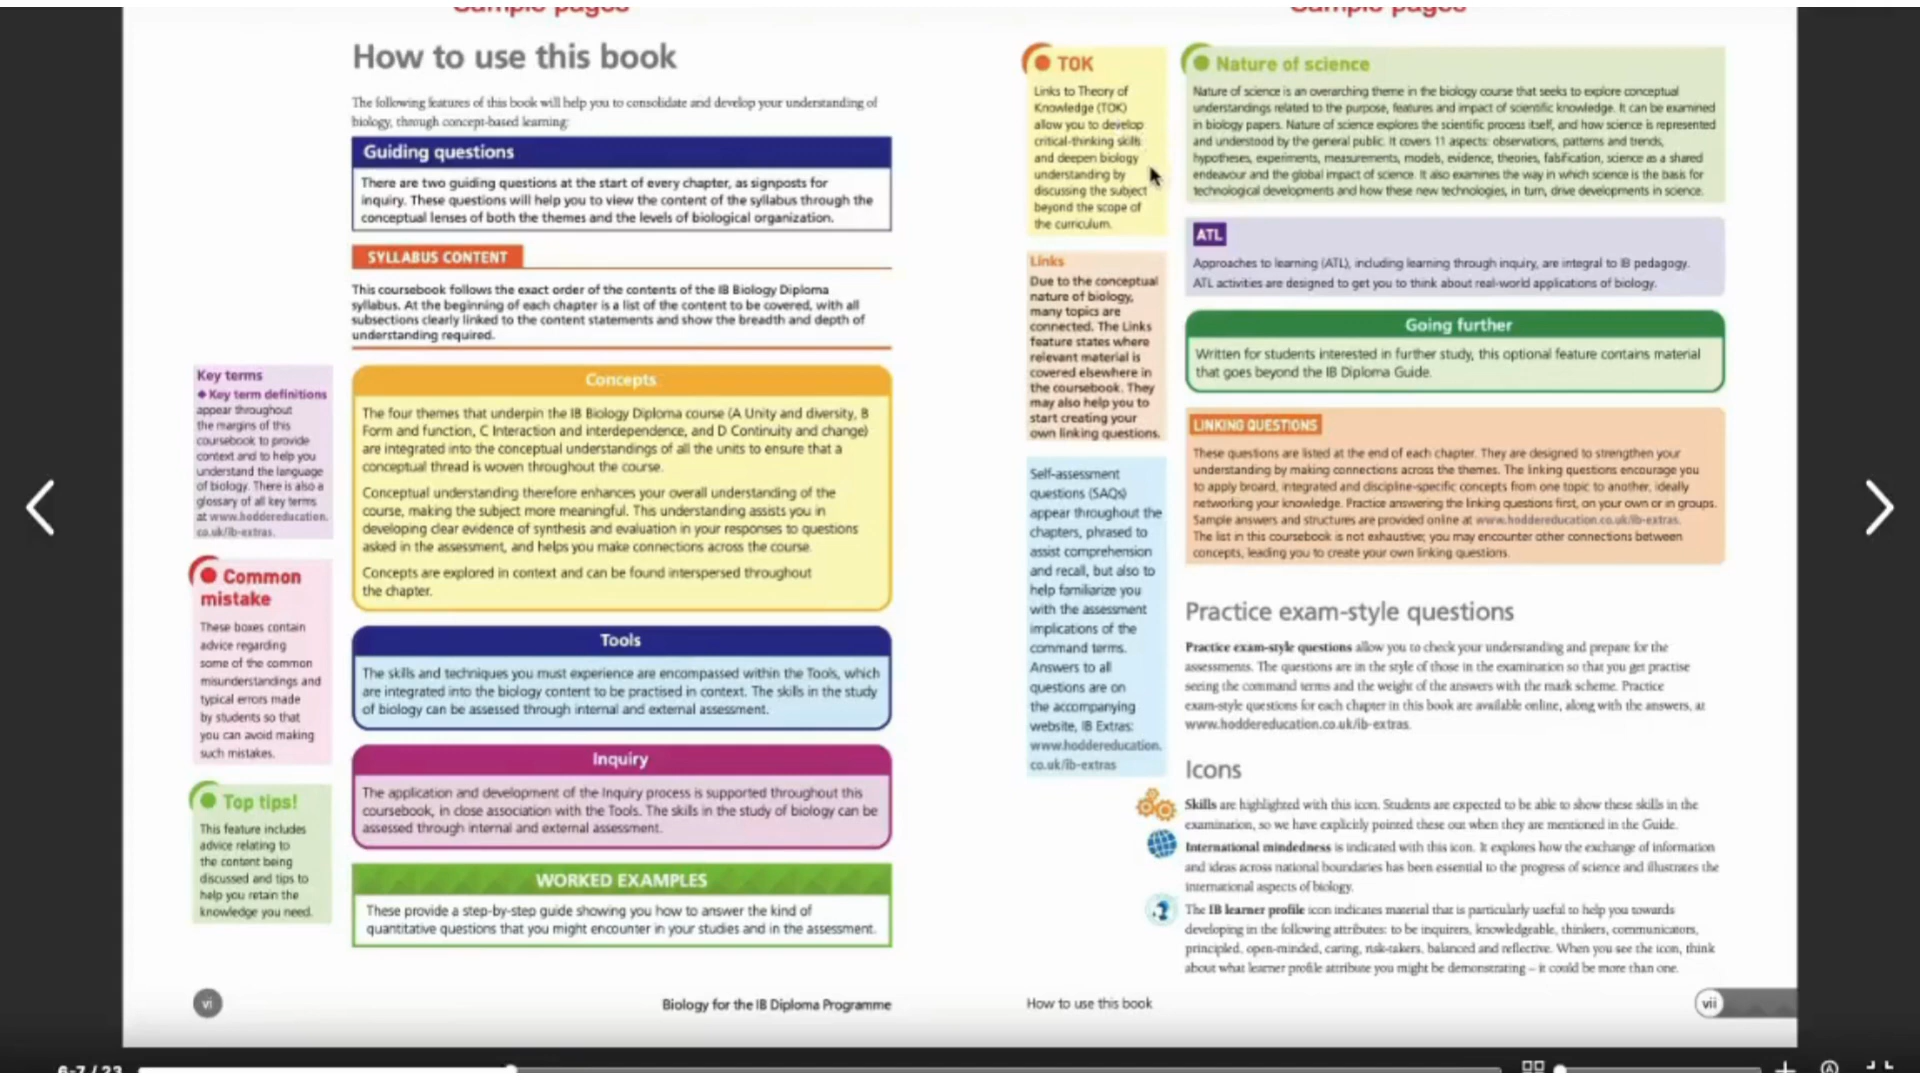 Sample pages
How to use this book
The following features of this book will help you to consolidate and develop your understanding of
biology, through concept-based learning:
Guiding questions
There are two guiding questions at the start of every chapter, as signposts for
inquiry. These questions will help you to view the content of the syllabus through the
conceptual lenses of both the themes and the levels of biological organization.
SYLLABUS CONTENT
This coursebook follows the exact order of the contents of the IB Biology Diploma
syllabus. At the beginning of each chapter is a list of the content to be covered, with all
subsections clearly linked to the content statements and show the breadth and depth of
understanding required.
Key terms
◆ Key term definitions
appear throughout
the margins of this
coursebook to provide
context and to help you
understand the language
of biology. There is also a
glossary of all key terms
at www.hoddereducation.
co.uk/ib-extras.
Common
mistake
These boxes contain
advice regarding
some of the common
misunderstandings and
typical errors made
by students so that
you can avoid making
such mistakes.
Top tips!
This feature includes
advice relating to
the content being
discussed and tips to
help you retain the
knowledge you need.
Concepts
The four themes that underpin the IB Biology Diploma course (A Unity and diversity, B
Form and function, C Interaction and interdependence, and D Continuity and change)
are integrated into the conceptual understandings of all the units to ensure that a
conceptual thread is woven throughout the course.
Conceptual understanding therefore enhances your overall understanding of the
course, making the subject more meaningful. This understanding assists you in
developing clear evidence of synthesis and evaluation in your responses to questions
asked in the assessment, and helps you make connections across the course.
Concepts are explored in context and can be found interspersed throughout
the chapter.
Tools
The skills and techniques you must experience are encompassed within the Tools, which
are integrated into the biology content to be practised in context. The skills in the study
of biology can be assessed through internal and external assessment.
Inquiry
The application and development of the Inquiry process is supported throughout this
coursebook, in close association with the Tools. The skills in the study of biology can be
assessed through internal and external assessment.
WORKED EXAMPLES
These provide a step-by-step guide showing you how to answer the kind of
quantitative questions that you might encounter in your studies and in the assessment.
vi
Biology for the IB Diploma Programme
Sample pages
TOK
Links to Theory of
Knowledge (TOK)
allow you to develop
critical-thinking skills
and deepen biology
understanding by
discussing the subject
beyond the scope of
the curriculum.
Links
Due to the conceptual
nature of biology,
many topics are
connected. The Links
feature states where
relevant material is
covered elsewhere in
the coursebook. They
may also help you to
start creating your
own linking questions.
Self-assessment
questions (SAQs)
appear throughout the
chapters, phrased to
assist comprehension
and recall, but also to
help familiarize you
with the assessment
implications of the
command terms.
Answers to all
questions are on
the accompanying
website, IB Extras:
www.hoddereducation.
co.uk/ib-extras
Nature of science
Nature of science is an overarching theme in the biology course that seeks to explore conceptual
understandings related to the purpose, features and impact of scientific knowledge. It can be examined
in biology papers. Nature of science explores the scientific process itself, and how science is represented
and understood by the general public. It covers 11 aspects: observations, patterns and trends,
hypotheses, experiments, measurements, models, evidence, theories, falsification, science as a shared
endeavour and the global impact of science. It also examines the way in which science is the basis for
technological developments and how these new technologies, in turn, drive developments in science.
ATL
Approaches to learning (ATL), including learning through inquiry, are integral to IB pedagogy.
ATL activities are designed to get you to think about real-world applications of biology.
Going further
Written for students interested in further study, this optional feature contains material
that goes beyond the IB Diploma Guide.
LINKING QUESTIONS
These questions are listed at the end of each chapter. They are designed to strengthen your
understanding by making connections across the themes. The linking questions encourage you
to apply broard, integrated and discipline-specific concepts from one topic to another, ideally
networking your knowledge. Practice answering the linking questions first, on your own or in groups.
Sample answers and structures are provided online at www.hoddereducation.co.uk/ib-extras.
The list in this coursebook is not exhaustive; you may encounter other connections between
concepts, leading you to create your own linking questions.
Practice exam-style questions
Practice exam-style questions allow you to check your understanding and prepare for the
assessments. The questions are in the style of those in the examination so that you get practise
seeing the command terms and the weight of the answers with the mark scheme. Practice
exam-style questions for each chapter in this book are available online, along with the answers, at
www.hoddereducation.co.uk/ib-extras.
Icons
Skills are highlighted with this icon. Students are expected to be able to show these skills in the
examination, so we have explicitly pointed these out when they are mentioned in the Guide.
International mindedness is indicated with this icon. It explores how the exchange of information
and ideas across national boundaries has been essential to the progress of science and illustrates the
international aspects of biology.
The IB learner profile icon indicates material that is particularly useful to help you towards
developing in the following attributes: to be inquirers, knowledgeable, thinkers, communicators,
principled, open-minded, caring, risk-takers, balanced and reflective. When you see the icon, think
about what learner profile attribute you might be demonstrating – it could be more than one.
How to use this book
vii
6-7 / 23